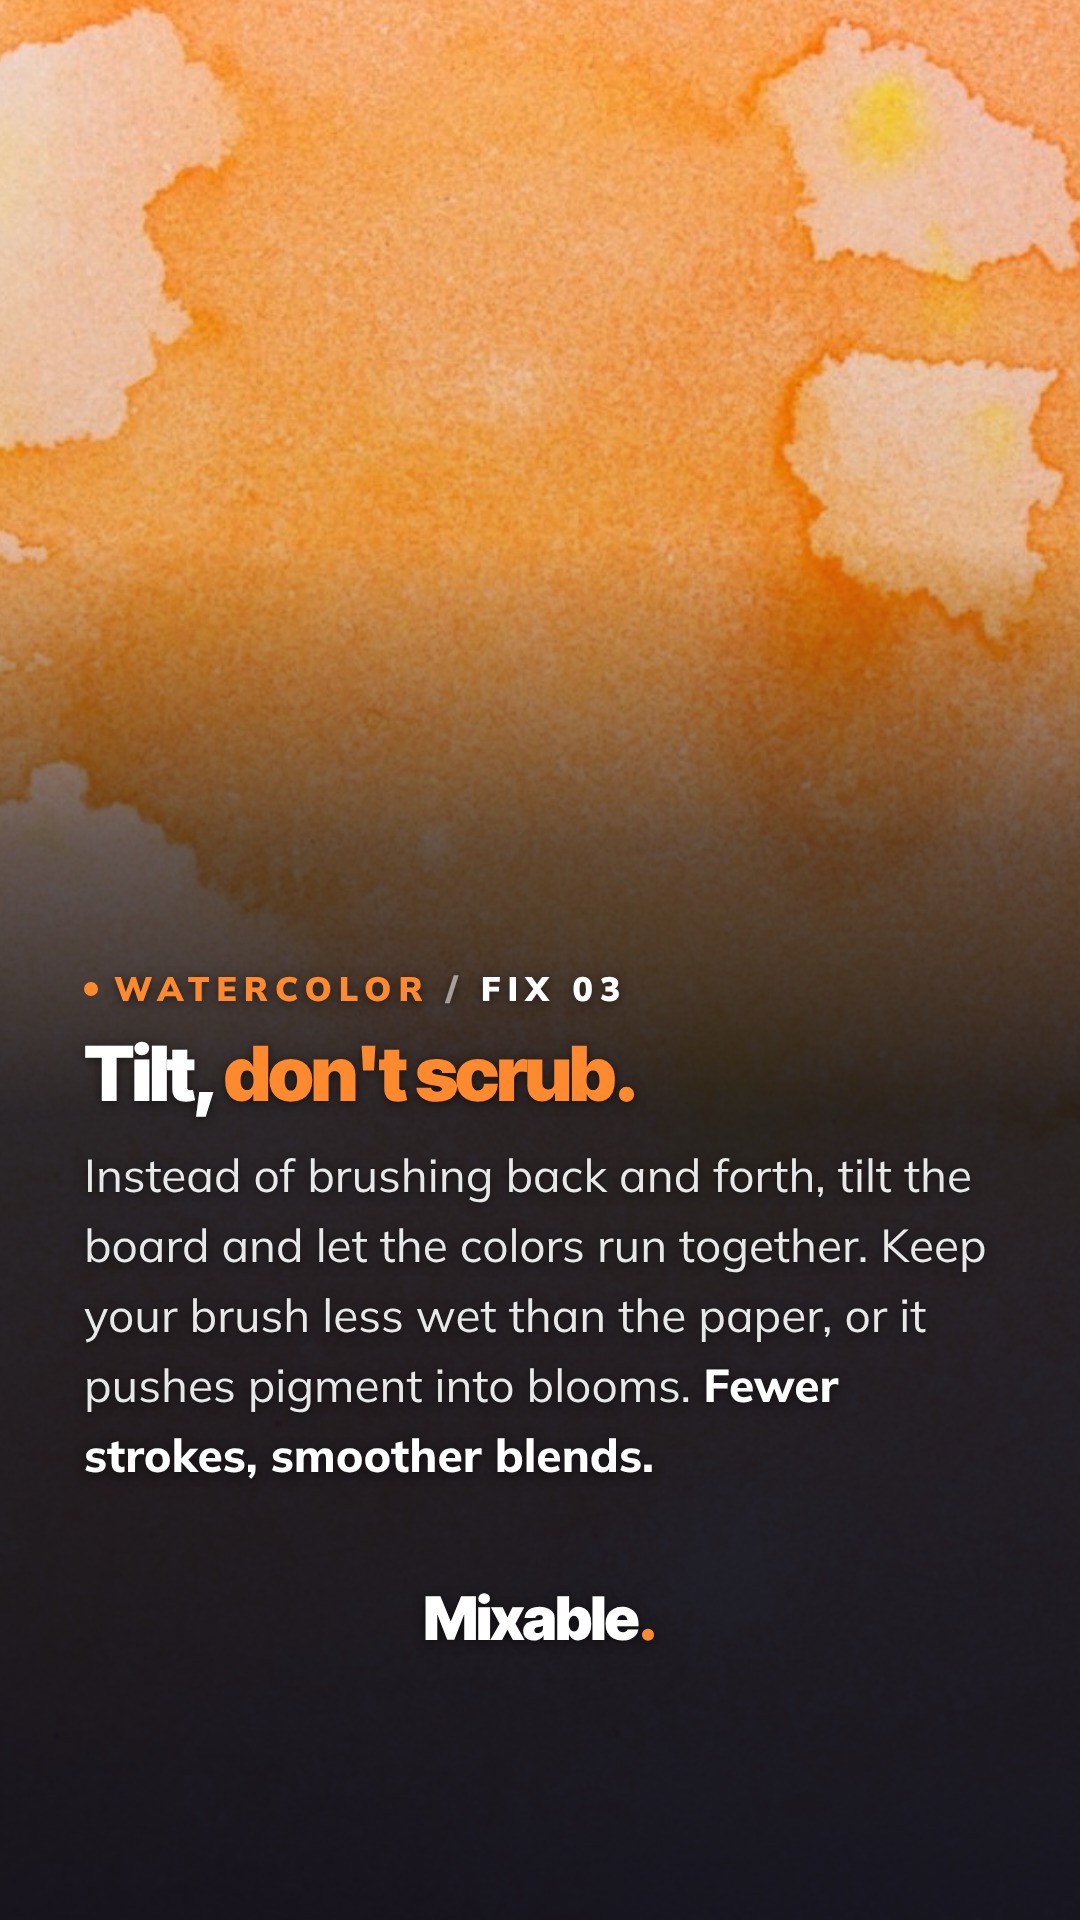 • WATERCOLOR / FIX 03
Tilt, don't scrub.
Instead of brushing back and forth, tilt the
board and let the colors run together. Keep
your brush less wet than the paper, or it
pushes pigment into blooms. Fewer
strokes, smoother blends.
Mixable.